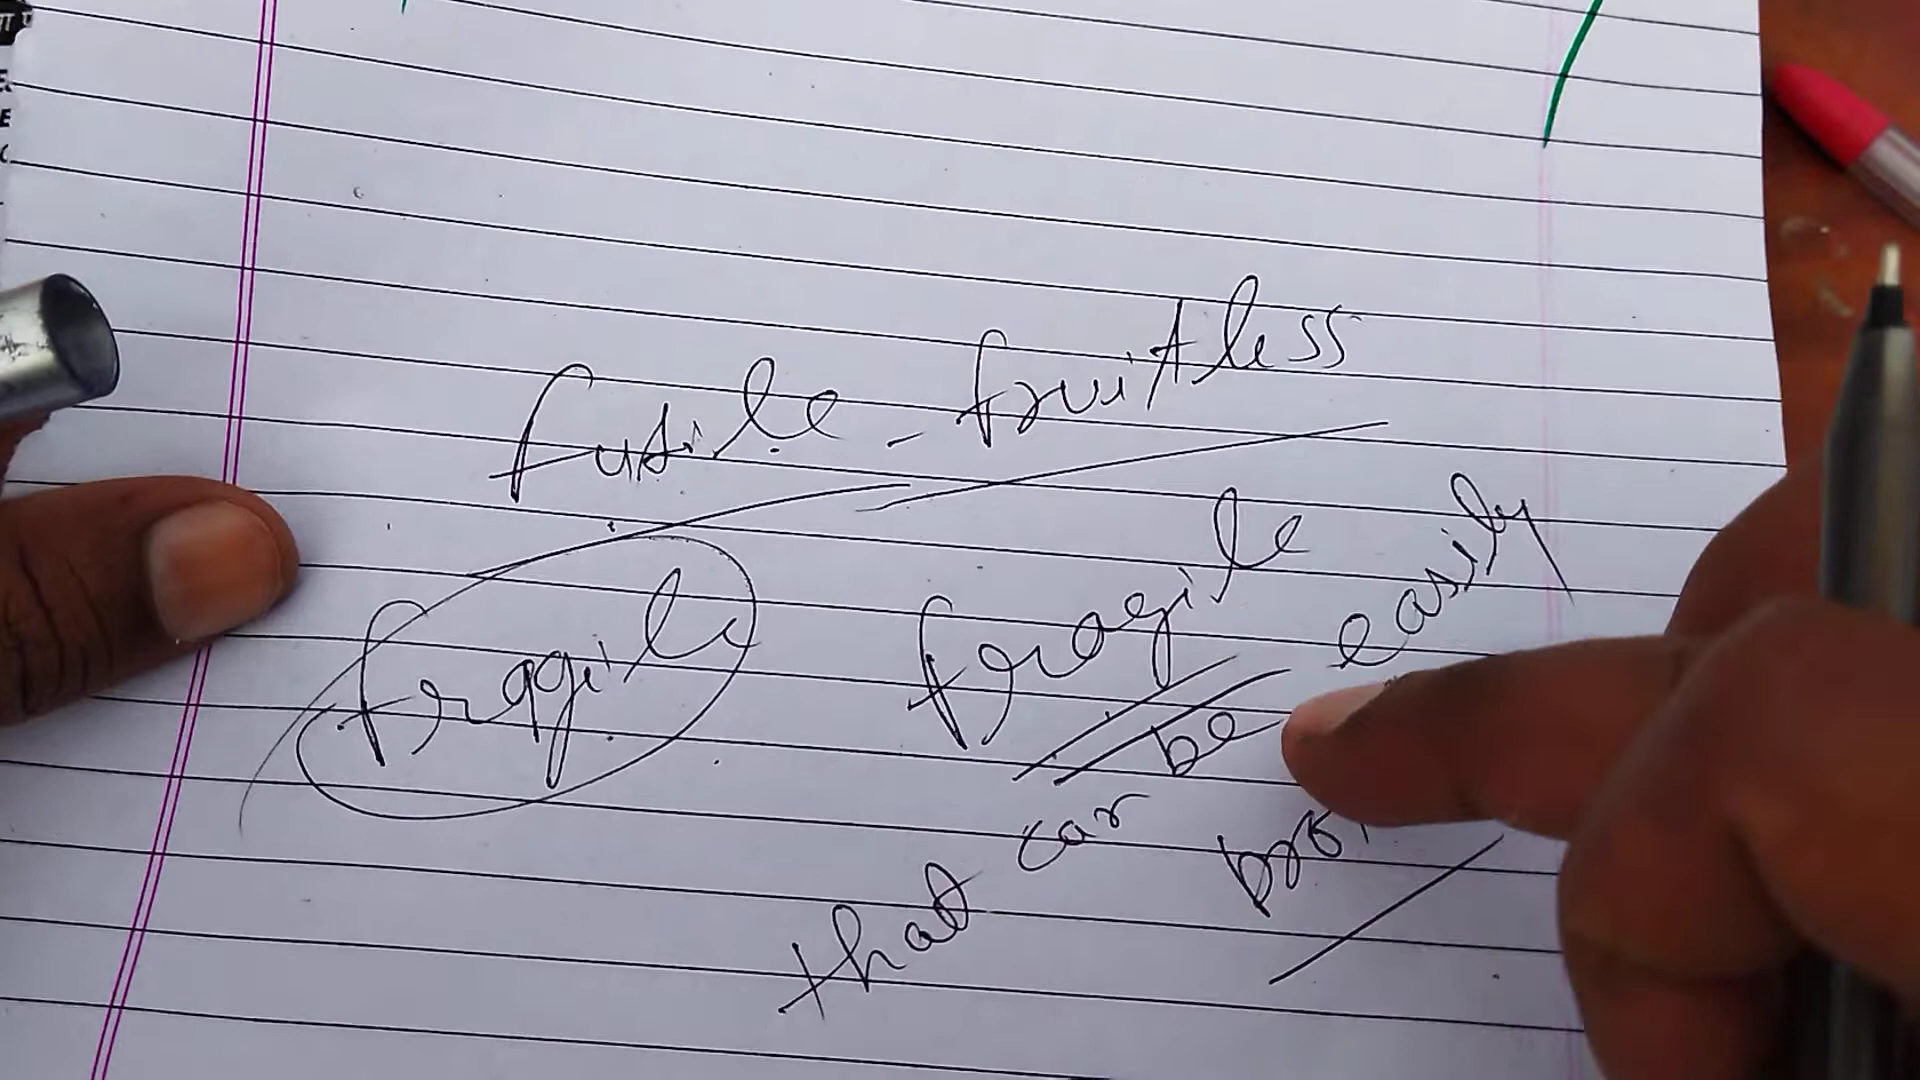 futile - fruitless
fragile fragile
that can be easily